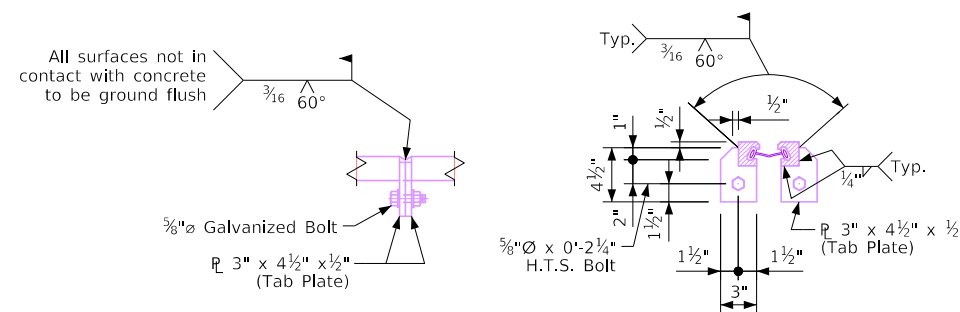 All surfaces not in
contact with concrete
to be ground flush
3/16
60°
5/8"ø Galvanized Bolt
℄ 3" x 4½" x½"
(Tab Plate)
Typ.
3/16
60°
½"
½"
1"
4½"
2"
1½"
Typ.
¼"
5/8"Ø x 0'-2¼"
H.T.S. Bolt
℄ 3" x 4½" x ½
(Tab Plate)
1½"
1½"
3"